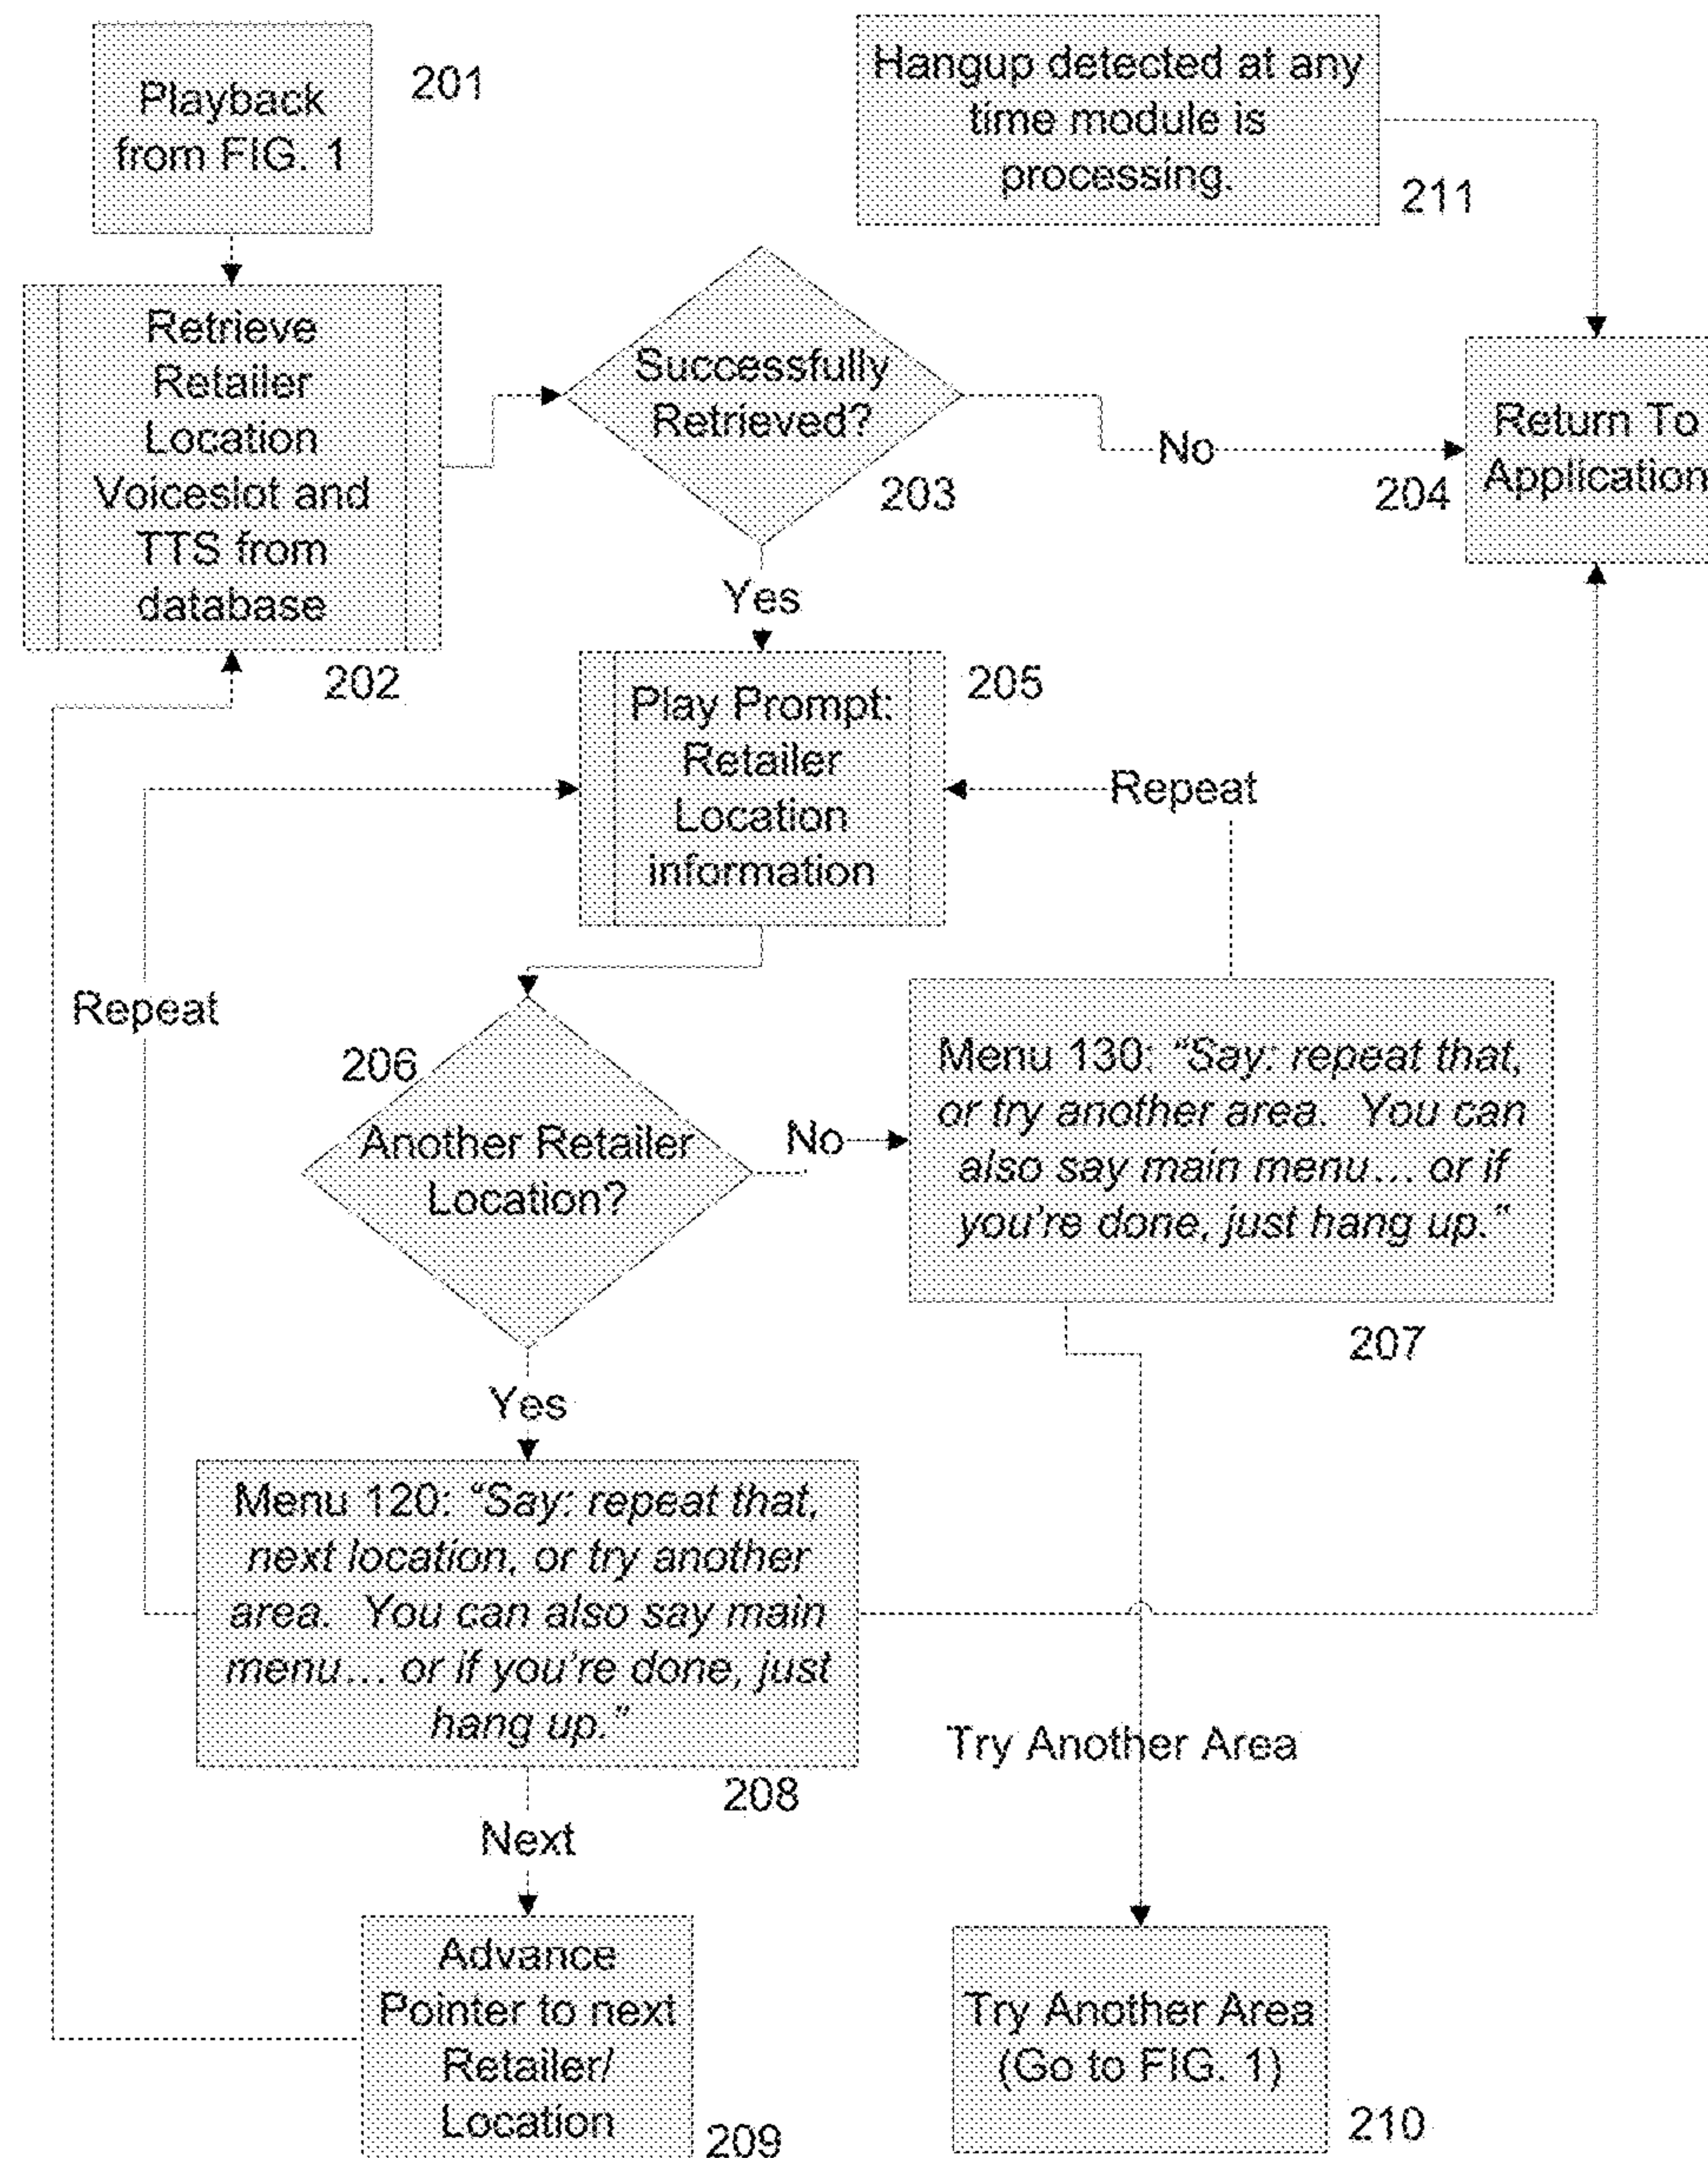 Playback
from FIG. 1
201
Hangup detected at any
time module is
processing.
211
Retrieve
Retailer
Location
Voiceslot and
TTS from
database
202
Successfully
Retrieved?
203
No
204
Return To
Application
Yes
Play Prompt:
Retailer
Location
information
205
Repeat
Repeat
206
Another Retailer
Location?
No
Menu 130: “Say: repeat that,
or try another area. You can
also say main menu… or if
you're done, just hang up.”
207
Yes
Menu 120: “Say: repeat that,
next location, or try another
area. You can also say main
menu… or if you're done, just
hang up.”
208
Try Another Area
Next
Advance
Pointer to next
Retailer/
Location
209
Try Another Area
(Go to FIG. 1)
210